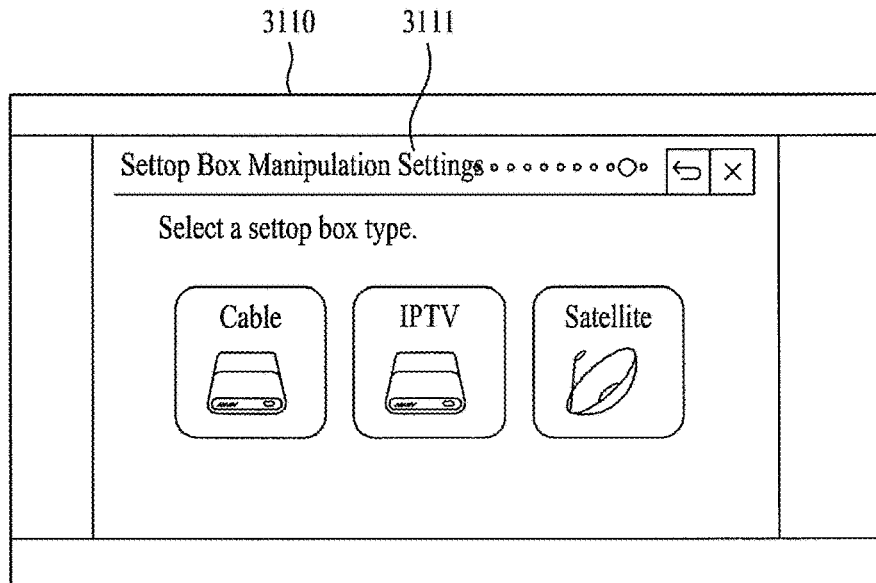 3110 3111
Settop Box Manipulation Settings
Select a settop box type.
Cable IPTV Satellite